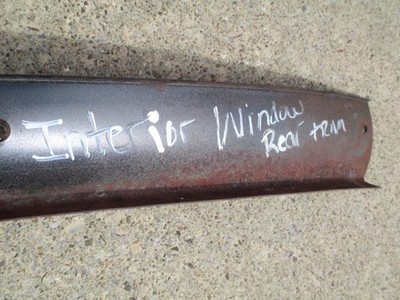 Interior Window
Rear trim